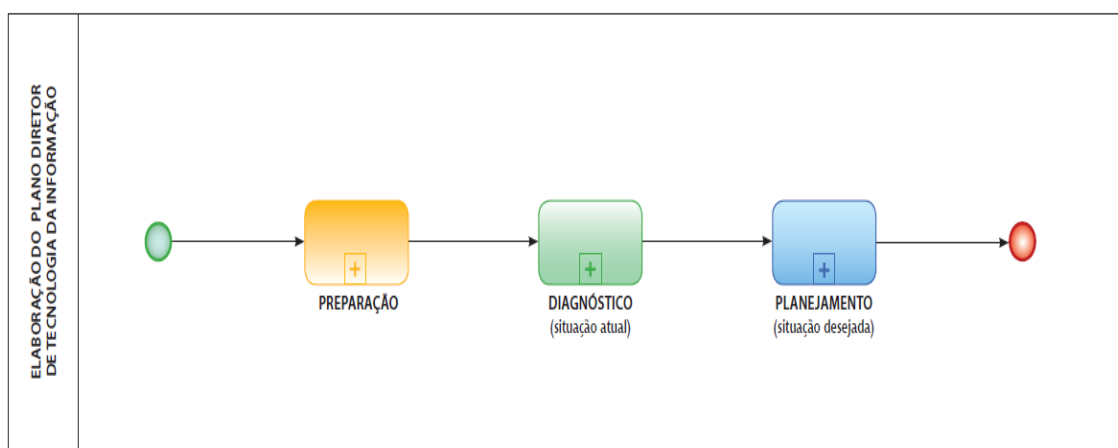 ELABORAÇÃO DO PLANO DIRETOR
DE TECNOLOGIA DA INFORMAÇÃO
PREPARAÇÃO
DIAGNÓSTICO
(situação atual)
PLANEJAMENTO
(situação desejada)